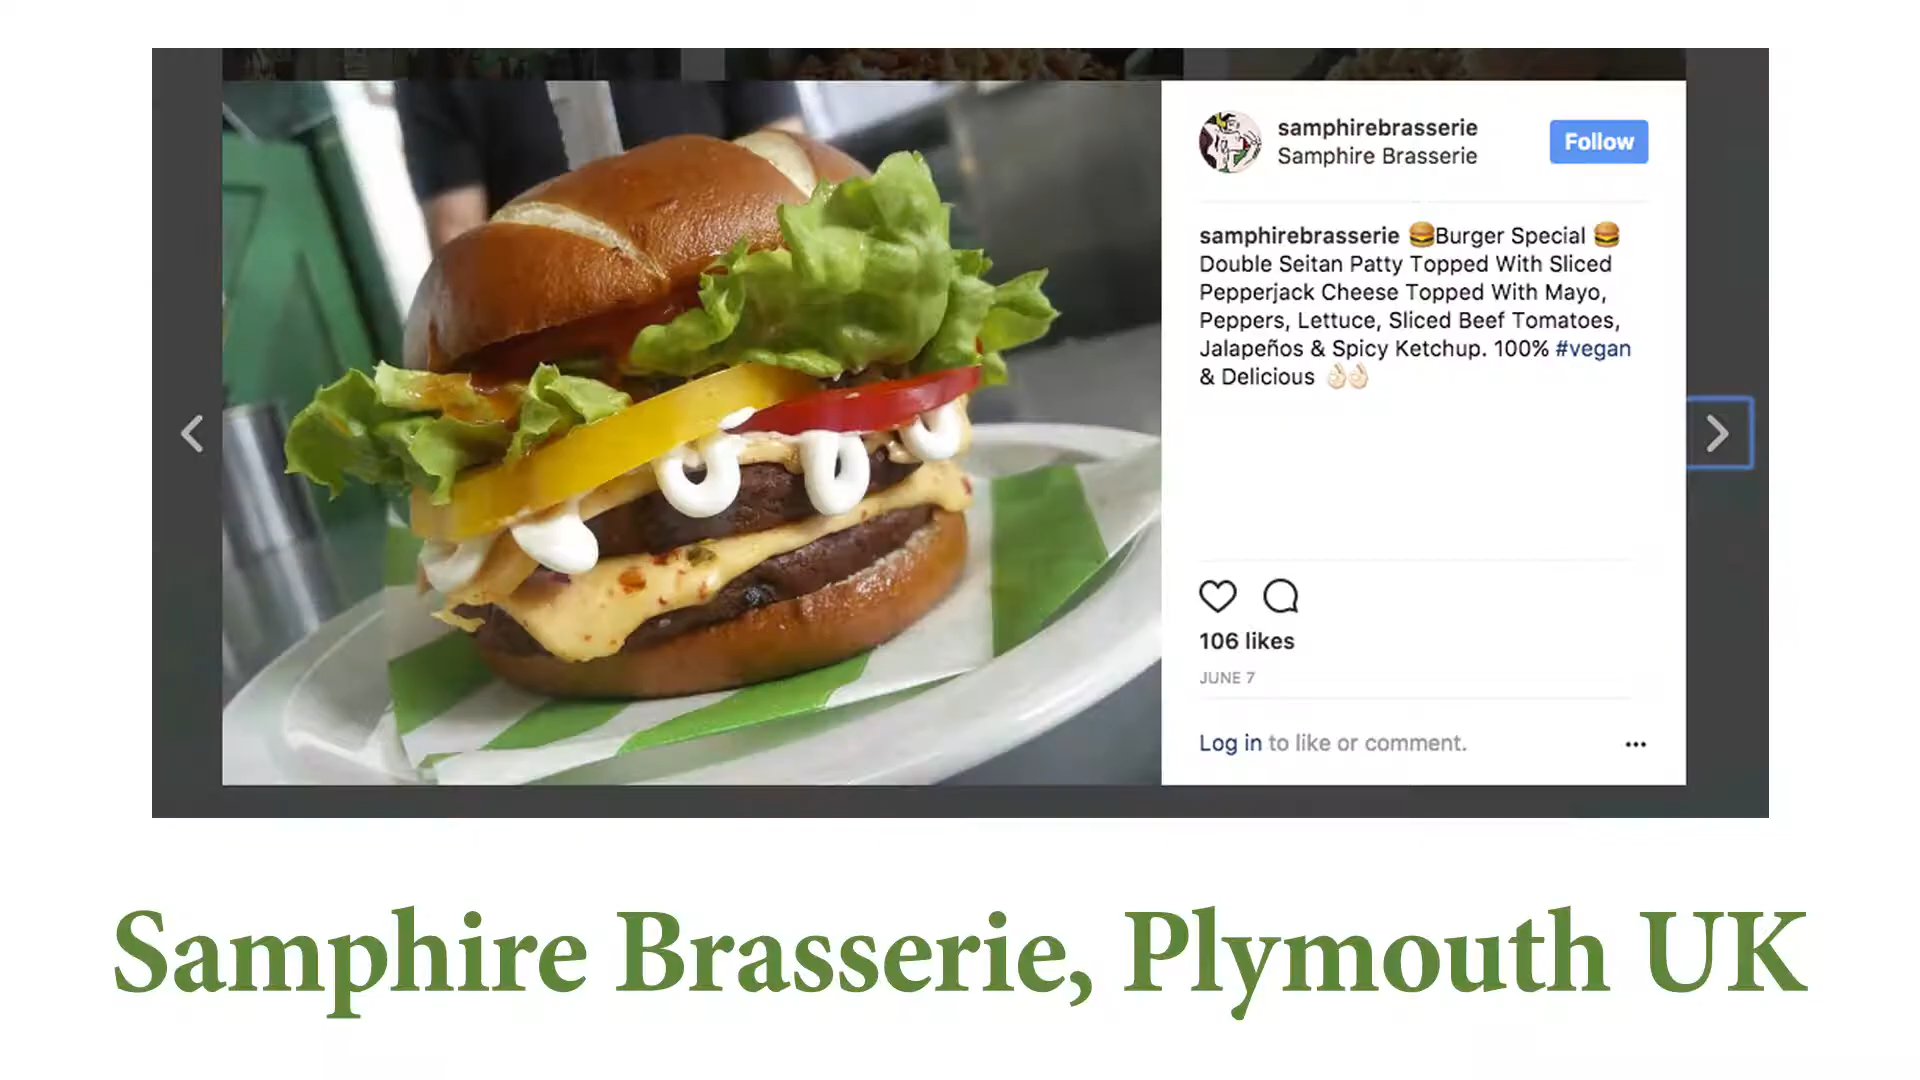 samphirebrasserie
Samphire Brasserie
Follow
samphirebrasserie 🍔Burger Special 🍔
Double Seitan Patty Topped With Sliced
Pepperjack Cheese Topped With Mayo,
Peppers, Lettuce, Sliced Beef Tomatoes,
Jalapeños & Spicy Ketchup. 100% #vegan
& Delicious 👌🏻👌🏻
106 likes
JUNE 7
Log in to like or comment.
Samphire Brasserie, Plymouth UK